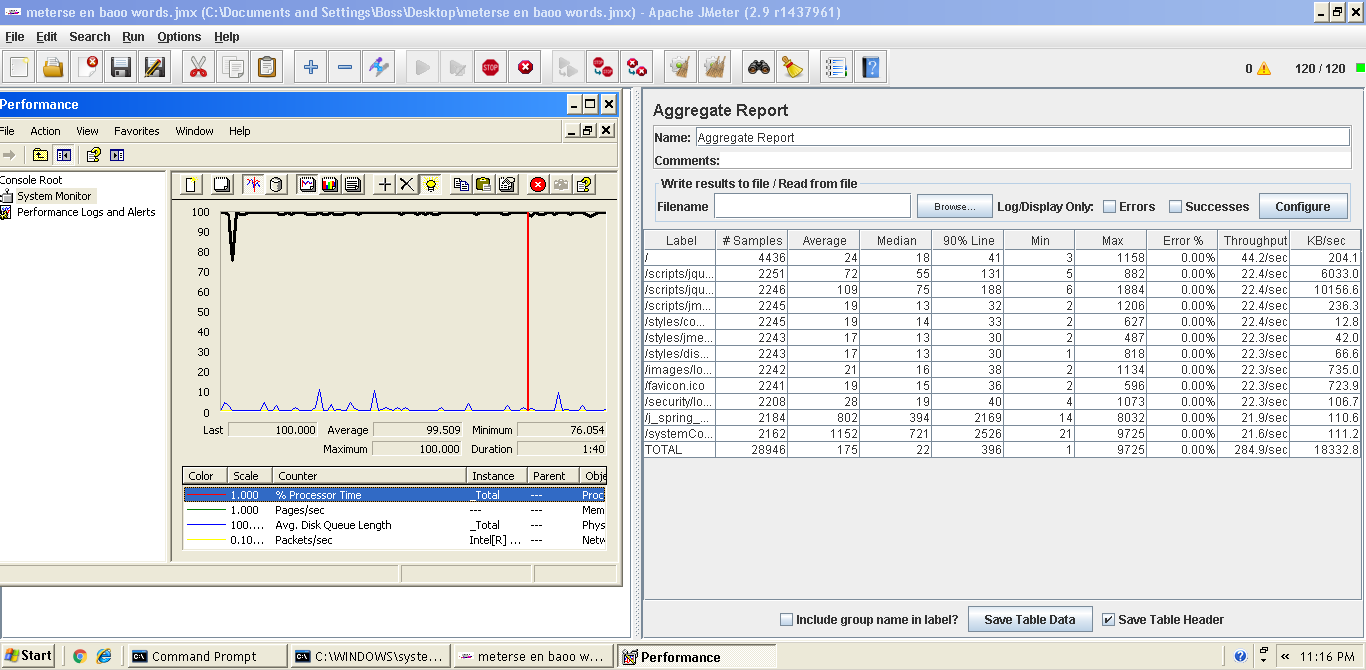 meterse en baoo words.jmx (C:\Documents and Settings\Boss\Desktop\meterse en baoo words.jmx) - Apache JMeter (2.9 r1437961)
File Edit Search Run Options Help
STOP STOP
0 120 / 120
Performance
File Action View Favorites Window Help
Console Root
System Monitor
Performance Logs and Alerts
100
90
80
70
60
50
40
30
20
10
0
Last 100.000 Average 99.509 Minimum 76.054
Maximum 100.000 Duration 1:40
Color Scale Counter Instance Parent Obje
1.000 % Processor Time _Total --- Proc
1.000 Pages/sec --- --- Mem
100.... Avg. Disk Queue Length _Total --- Phys
0.10... Packets/sec Intel[R] ... --- Netw
Aggregate Report
Name: Aggregate Report
Comments:
Write results to file / Read from file
Filename Browse... Log/Display Only: Errors Successes Configure
Label # Samples Average Median 90% Line Min Max Error % Throughput KB/sec
/ 4436 24 18 41 3 1158 0.00% 44.2/sec 204.1
/scripts/jqu... 2251 72 55 131 5 882 0.00% 22.4/sec 6033.0
/scripts/jqu... 2246 109 75 188 6 1884 0.00% 22.4/sec 10156.6
/scripts/jm... 2245 19 13 32 2 1206 0.00% 22.4/sec 236.3
/styles/co... 2245 19 14 33 2 627 0.00% 22.4/sec 12.8
/styles/jme... 2243 17 13 30 2 487 0.00% 22.3/sec 42.0
/styles/dis... 2243 17 13 30 1 818 0.00% 22.3/sec 66.6
/images/lo... 2242 21 16 38 2 1134 0.00% 22.3/sec 735.0
/favicon.ico 2241 19 15 36 2 596 0.00% 22.3/sec 723.9
/security/lo... 2208 28 19 40 4 1073 0.00% 22.3/sec 106.7
/j_spring_... 2184 802 394 2169 14 8032 0.00% 21.9/sec 110.6
/systemCo... 2162 1152 721 2526 21 9725 0.00% 21.6/sec 111.2
TOTAL 28946 175 22 396 1 9725 0.00% 284.9/sec 18332.8
Include group name in label? Save Table Data Save Table Header
Start Command Prompt C:\WINDOWS\syste... meterse en baoo w... Performance 11:16 PM